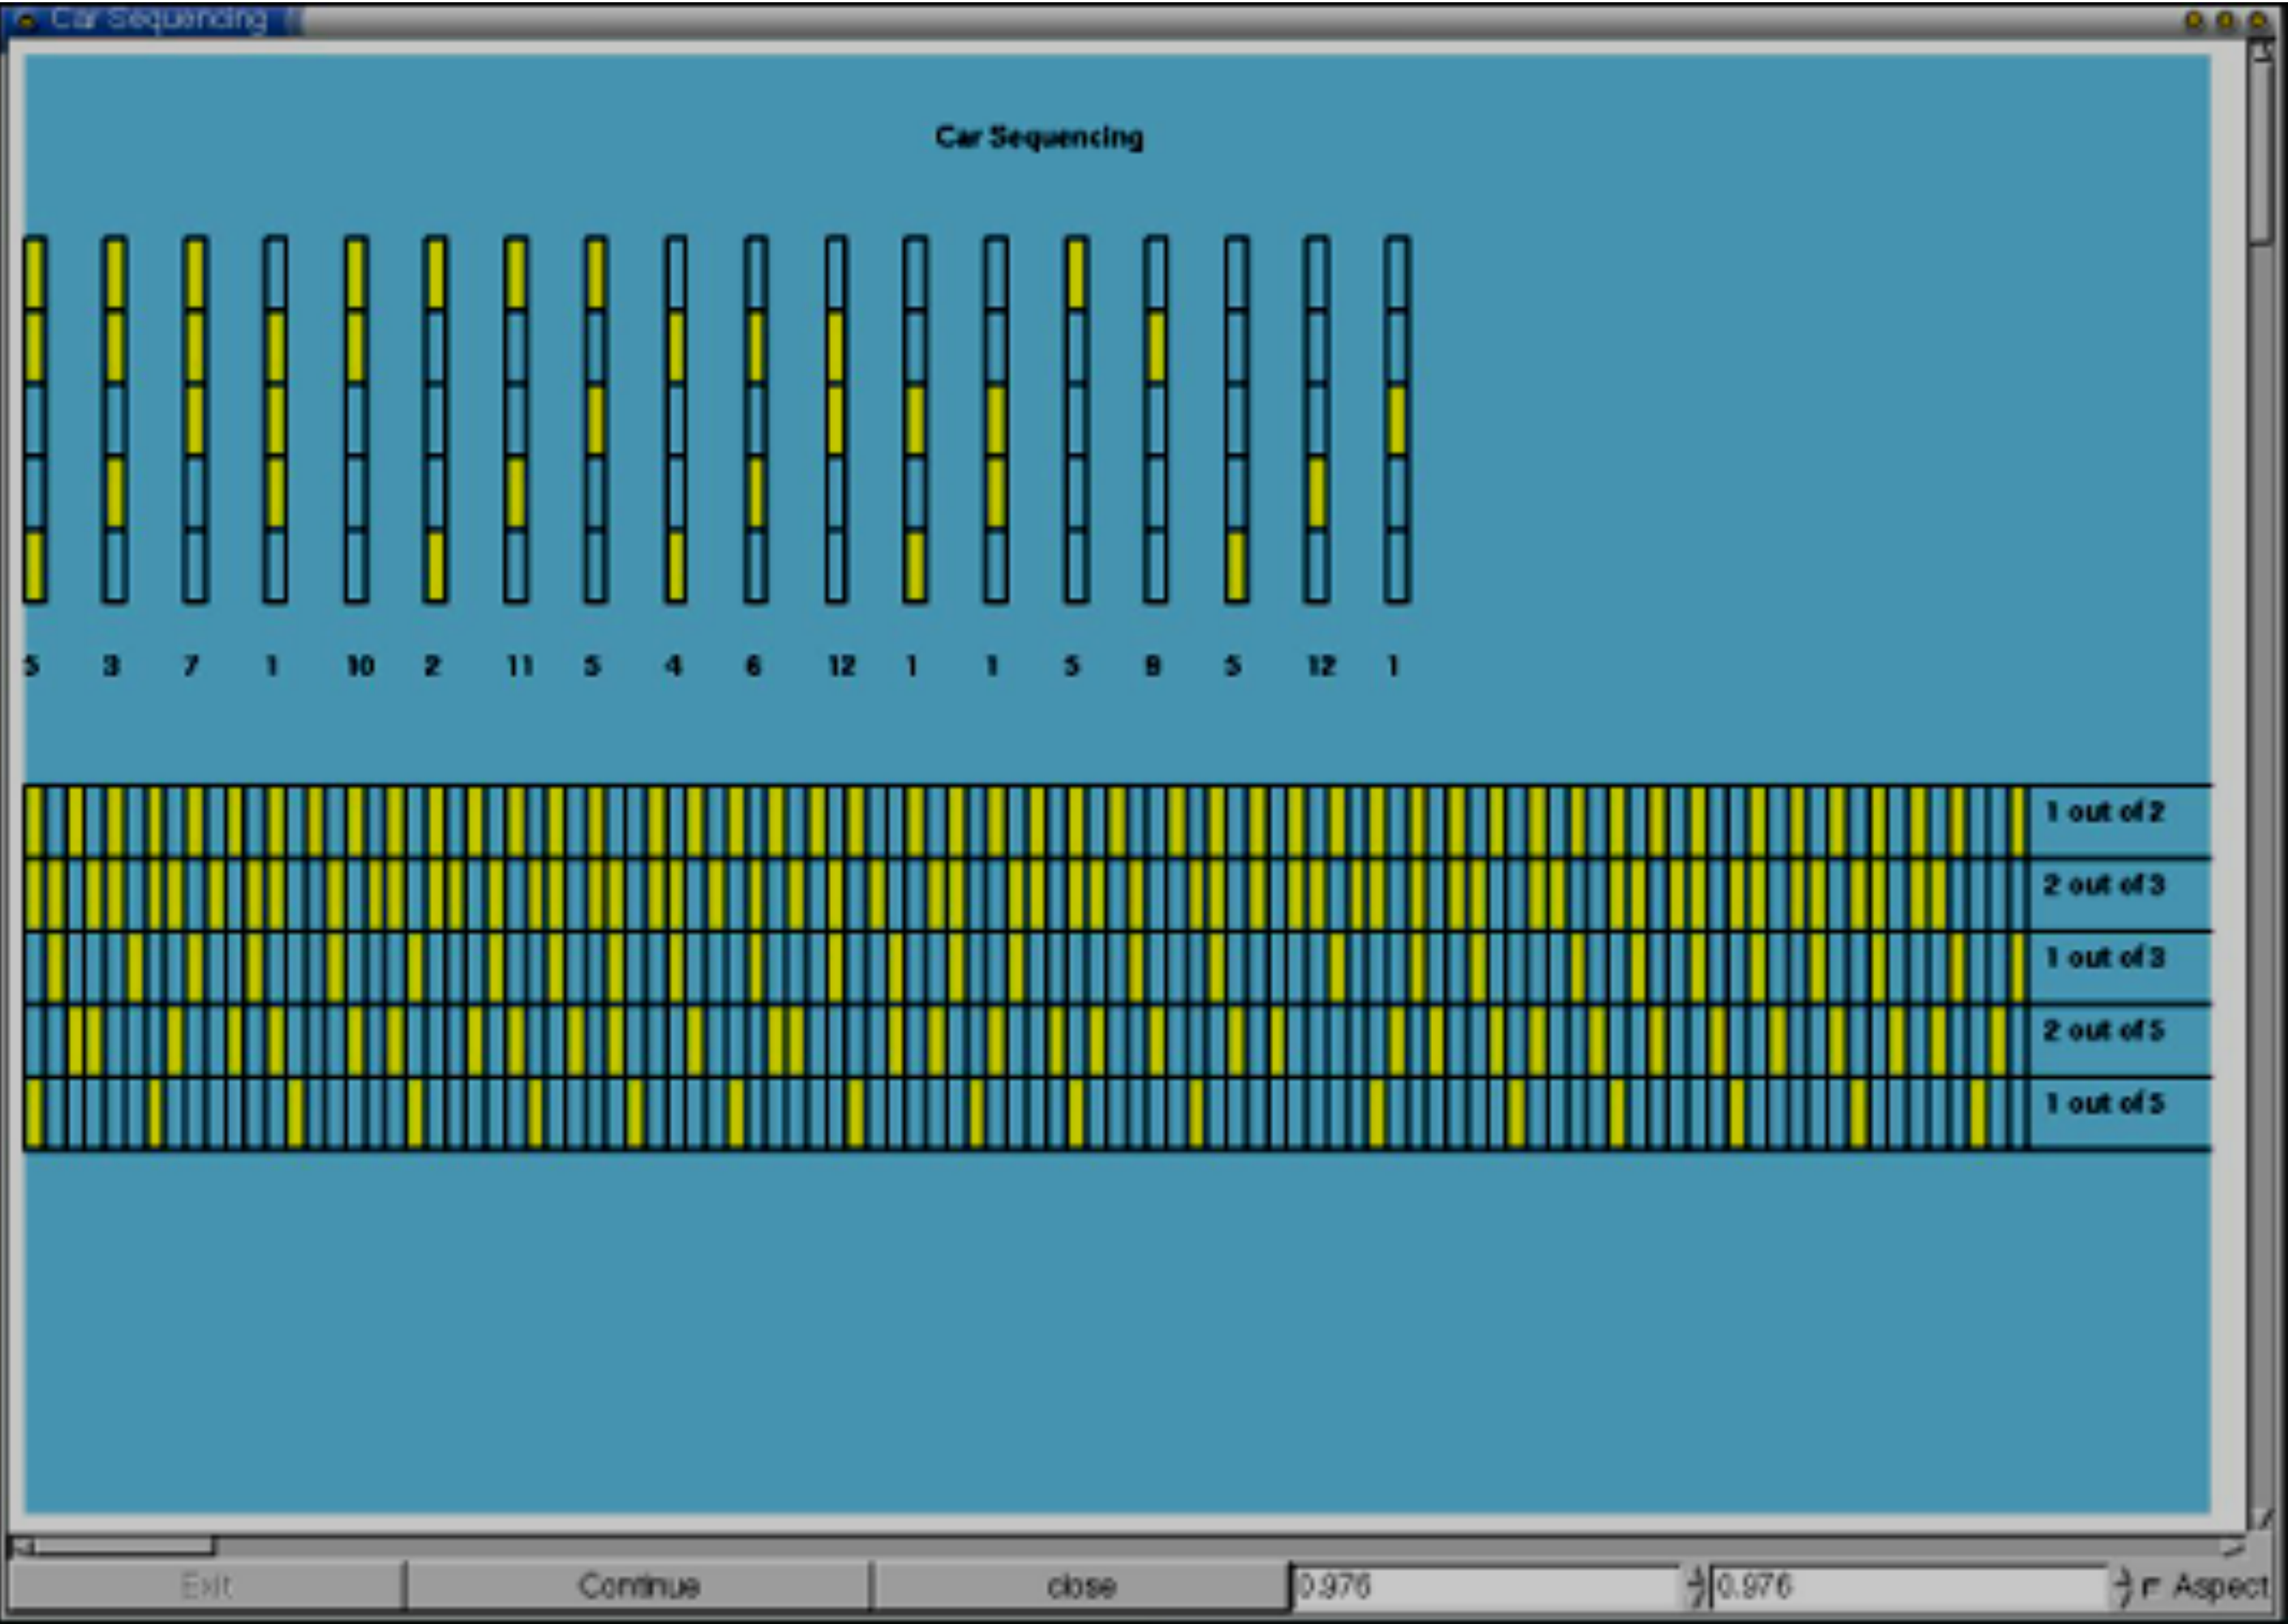 Car Sequencing
Car Sequencing
5 3 7 1 10 2 11 5 4 6 12 1 1 5 9 5 12 1
1 out of 2
2 out of 3
1 out of 3
2 out of 5
1 out of 5
Exit Continue close 0.976 0.976 Aspect